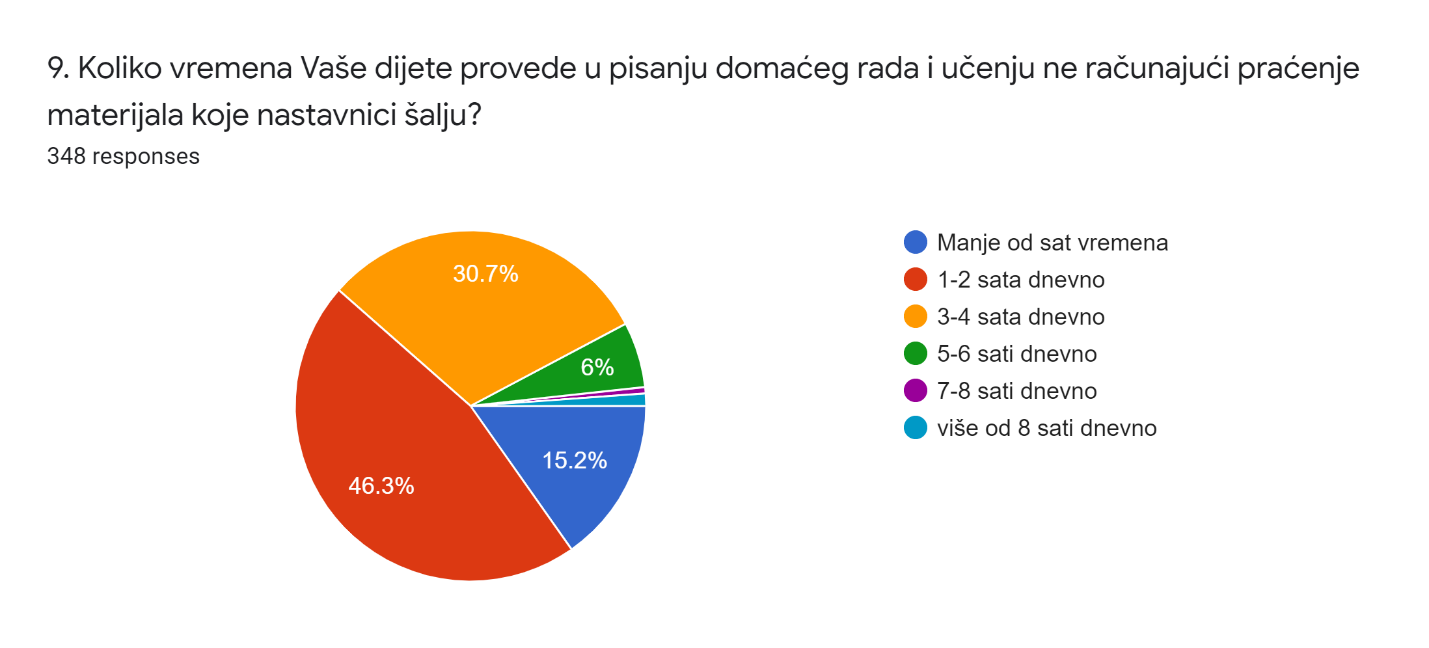 9. Koliko vremena Vaše dijete provede u pisanju domaćeg rada i učenju ne računajući praćenje
materijala koje nastavnici šalju?
348 responses
30.7%
6%
15.2%
46.3%
Manje od sat vremena
1-2 sata dnevno
3-4 sata dnevno
5-6 sati dnevno
7-8 sati dnevno
više od 8 sati dnevno